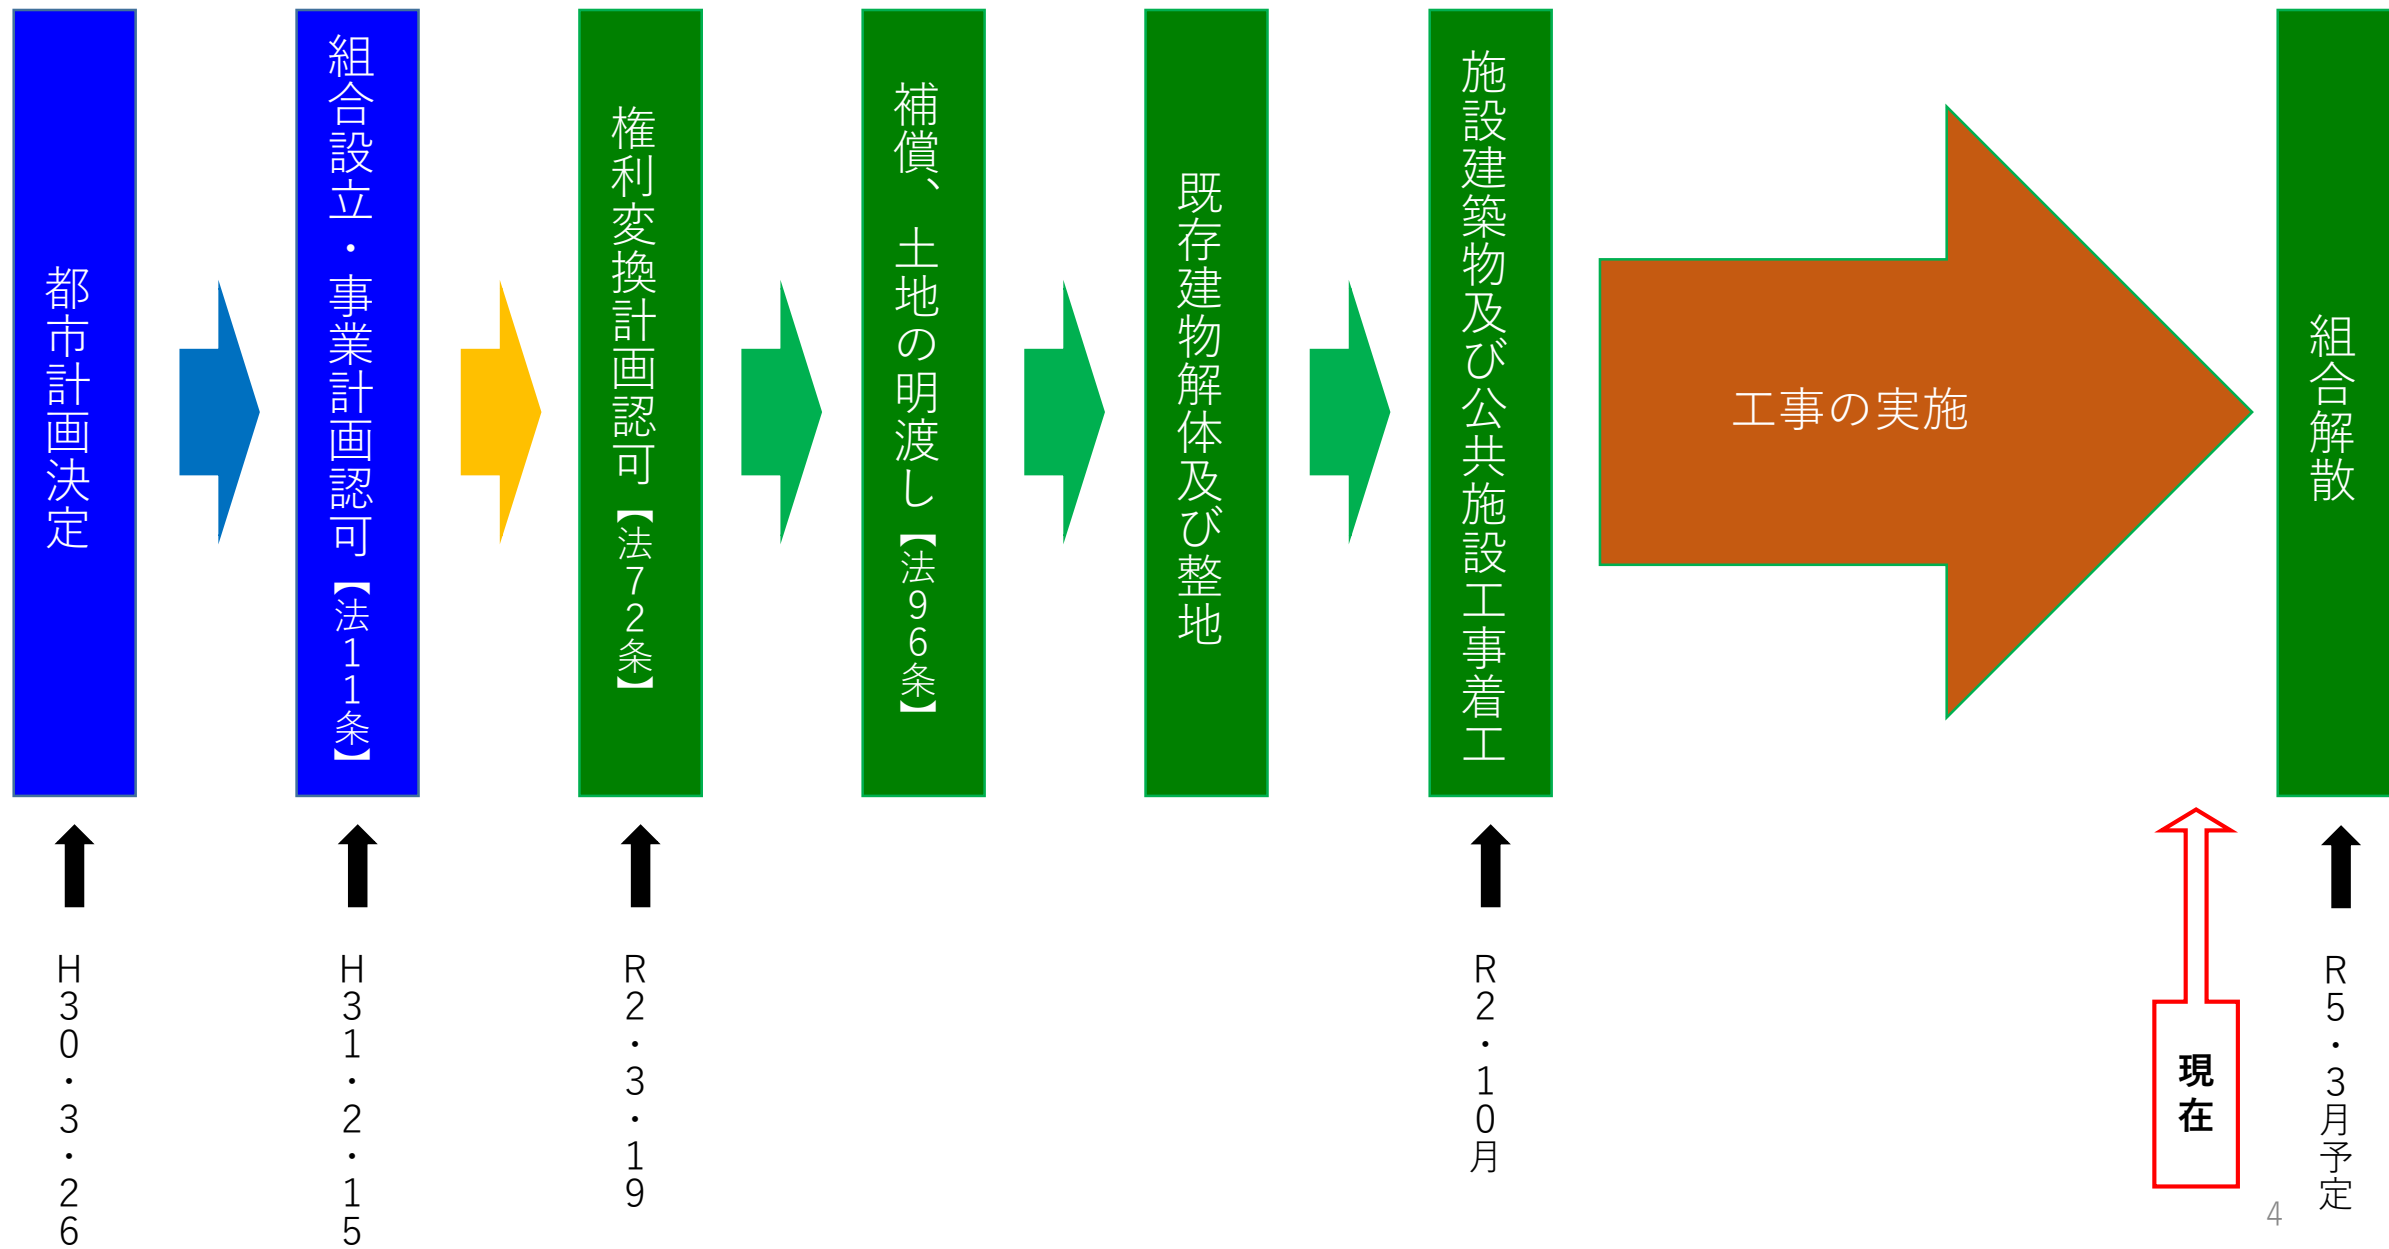 都市計画決定
組合設立・事業計画認可【法11条】
権利変換計画認可【法72条】
補償、土地の明渡し【法96条】
既存建物解体及び整地
施設建築物及び公共施設工事着工
工事の実施
組合解散
H30・3・26
H31・2・15
R2・3・19
R2・10月
現在
R5・3月予定
4